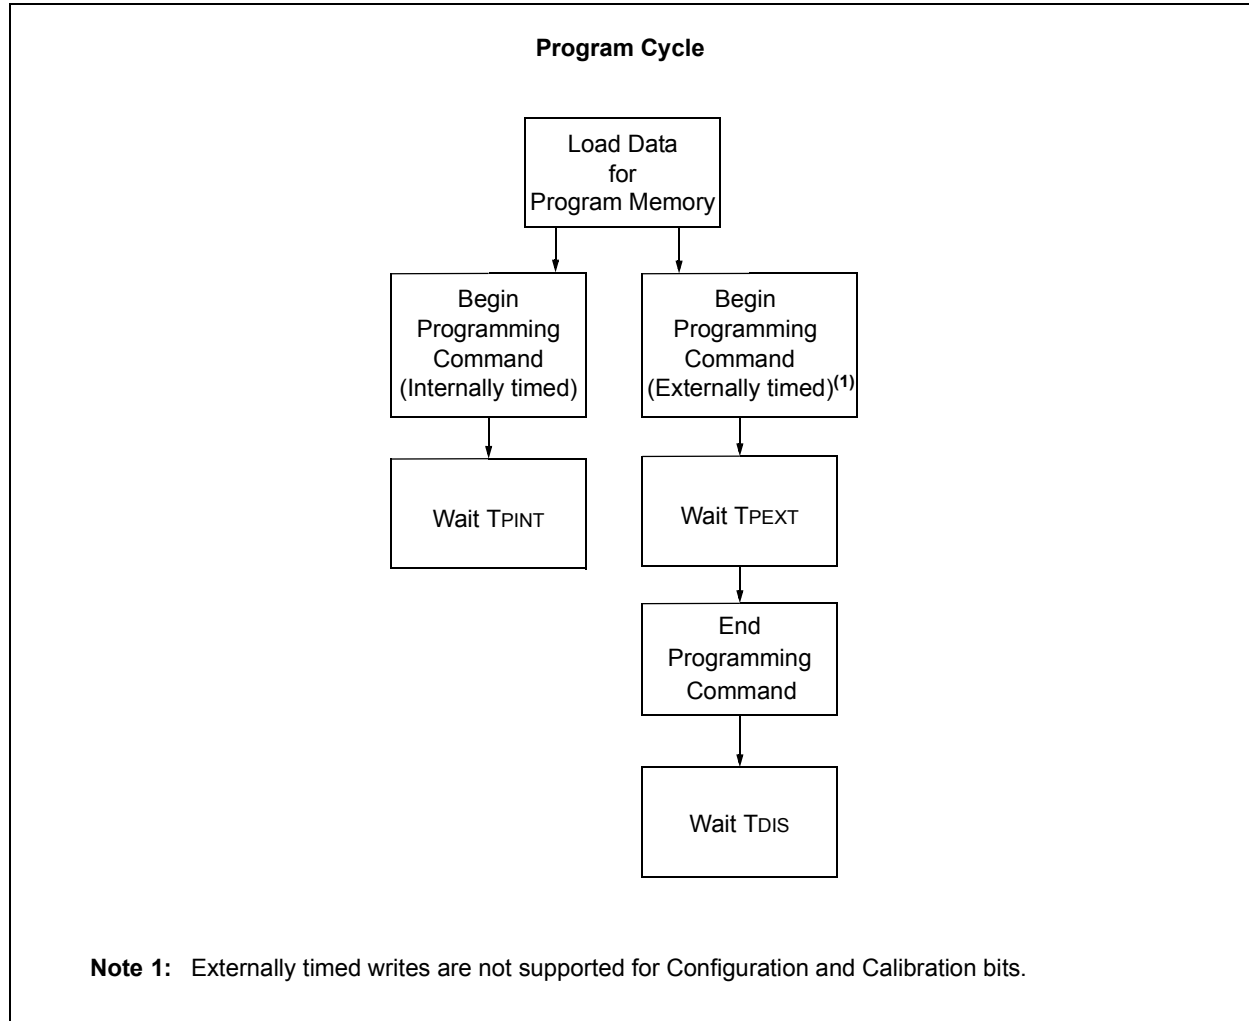 Program Cycle
Load Data
for
Program Memory
Begin
Programming
Command
(Internally timed)
Begin
Programming
Command
(Externally timed)(1)
Wait TPINT
Wait TPEXT
End
Programming
Command
Wait TDIS
Note 1: Externally timed writes are not supported for Configuration and Calibration bits.